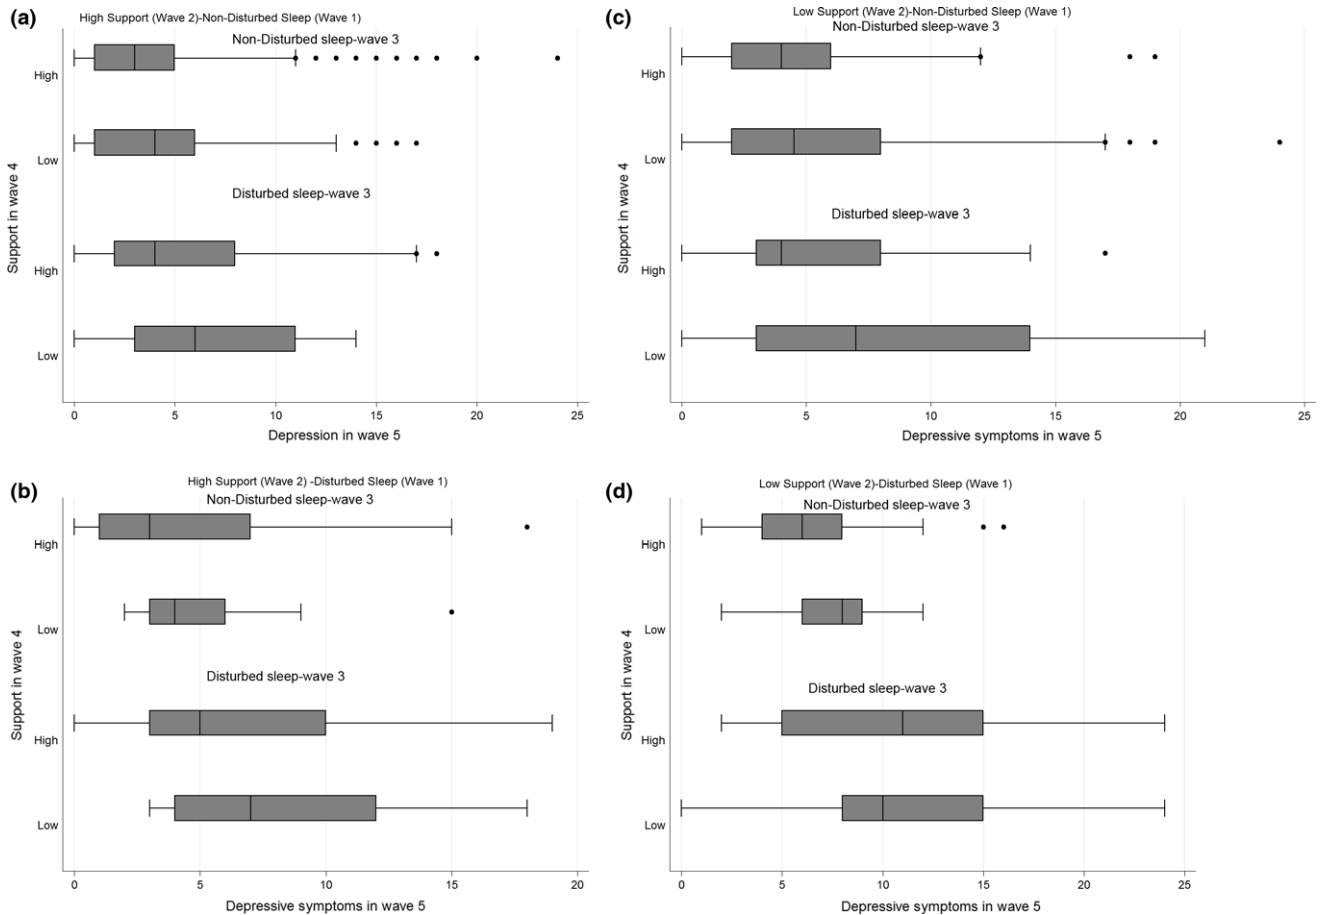 (a)
High Support (Wave 2)-Non-Disturbed Sleep (Wave 1)
Non-Disturbed sleep-wave 3
High
Low
Disturbed sleep-wave 3
High
Low
Support in wave 4
0 5 10 15 20 25
Depression in wave 5
(c)
Low Support (Wave 2)-Non-Disturbed Sleep (Wave 1)
Non-Disturbed sleep-wave 3
High
Low
Disturbed sleep-wave 3
High
Low
Support in wave 4
0 5 10 15 20 25
Depressive symptoms in wave 5
(b)
High Support (Wave 2) -Disturbed Sleep (Wave 1)
Non-Disturbed sleep-wave 3
High
Low
Disturbed sleep-wave 3
High
Low
Support in wave 4
0 5 10 15 20
Depressive symptoms in wave 5
(d)
Low Support (Wave 2)-Disturbed Sleep (Wave 1)
Non-Disturbed sleep-wave 3
High
Low
Disturbed sleep-wave 3
High
Low
Support in wave 4
0 5 10 15 20 25
Depressive symptoms in wave 5